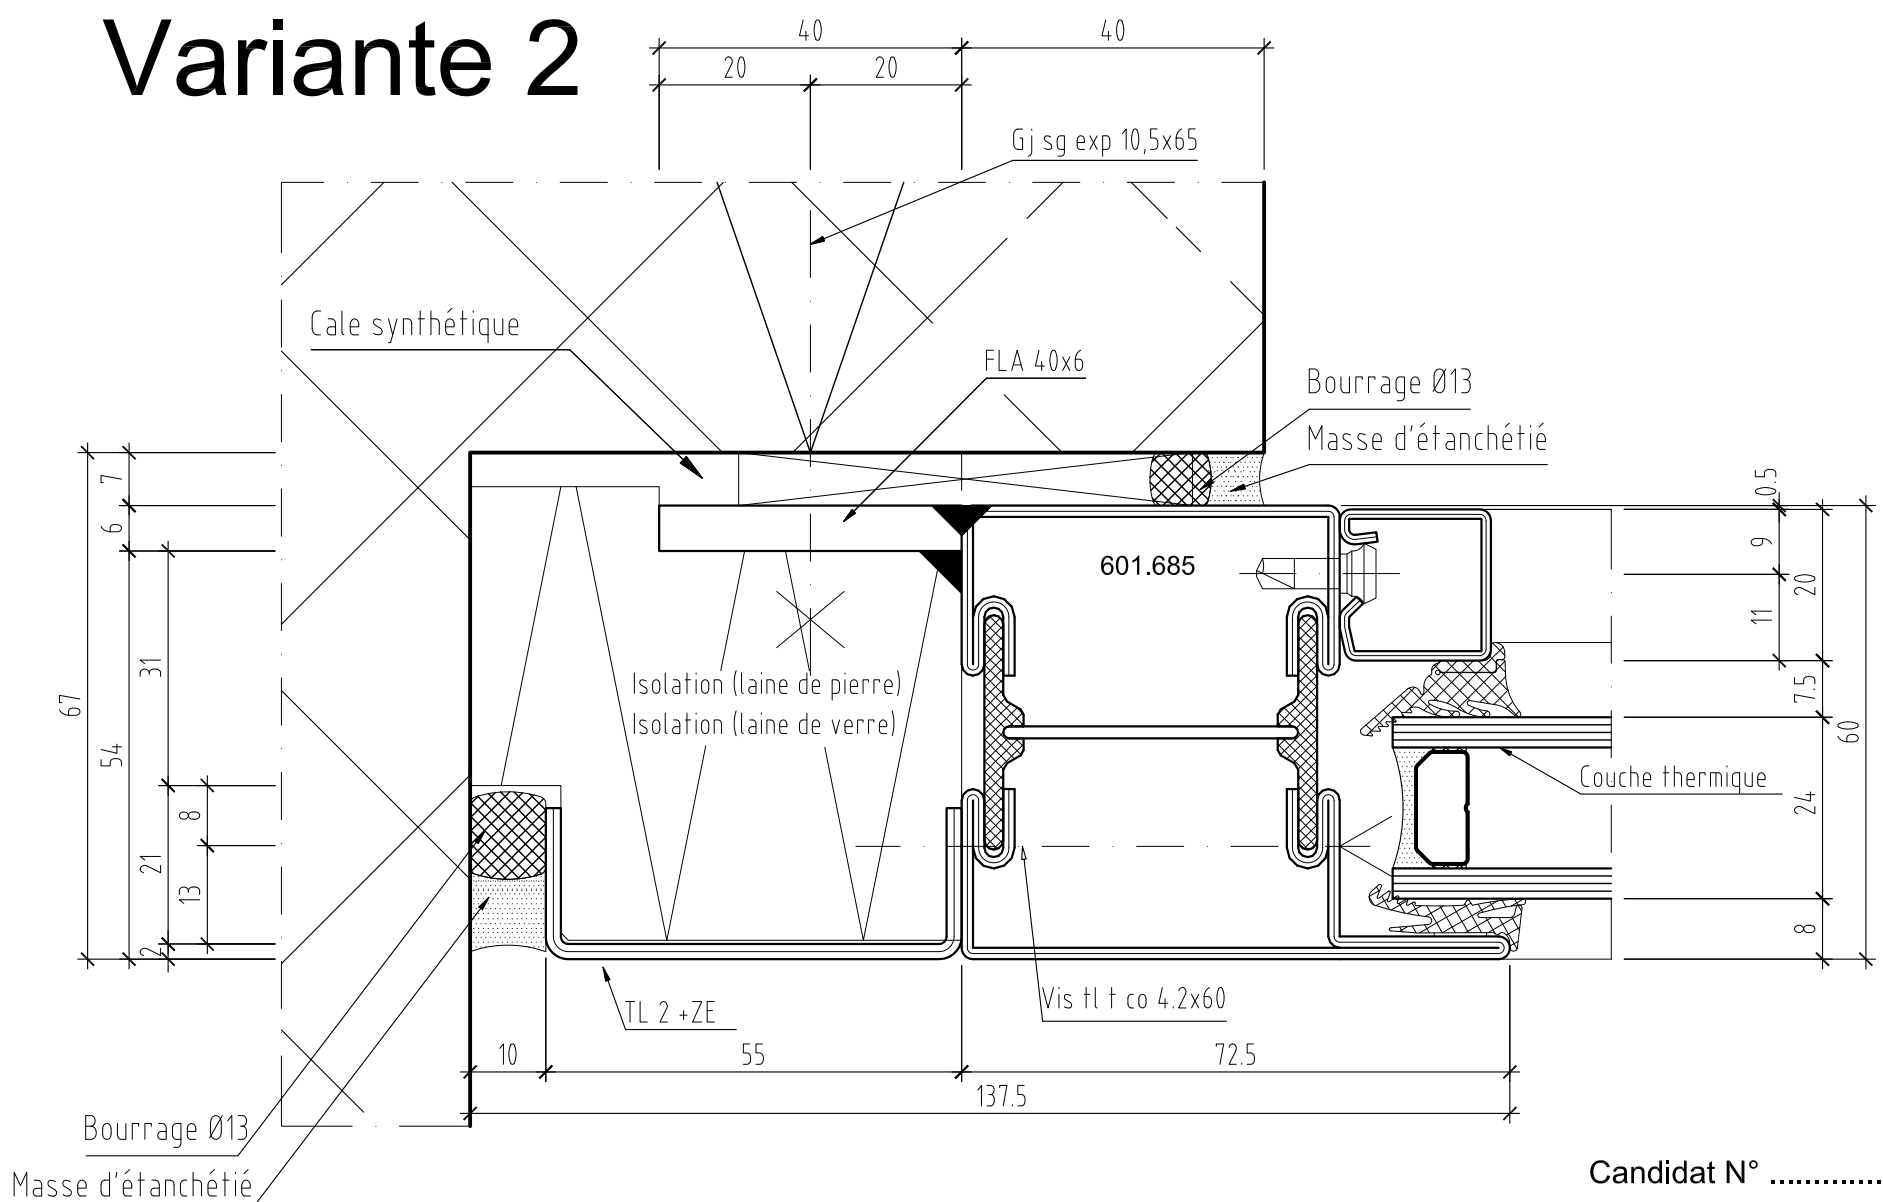 Variante 2
40
40
20
20
Gj sg exp 10,5x65
Cale synthétique
FLA 40x6
Bourrage Ø13
Masse d'étanchétié
7
6
67
54
31
21
8
13
2
0.5
9
11
20
7.5
24
8
60
601.685
Isolation (laine de pierre)
Isolation (laine de verre)
Couche thermique
TL 2 +ZE
Vis tl t co 4.2x60
10
55
72.5
137.5
Bourrage Ø13
Masse d'étanchétié
Candidat N° ............